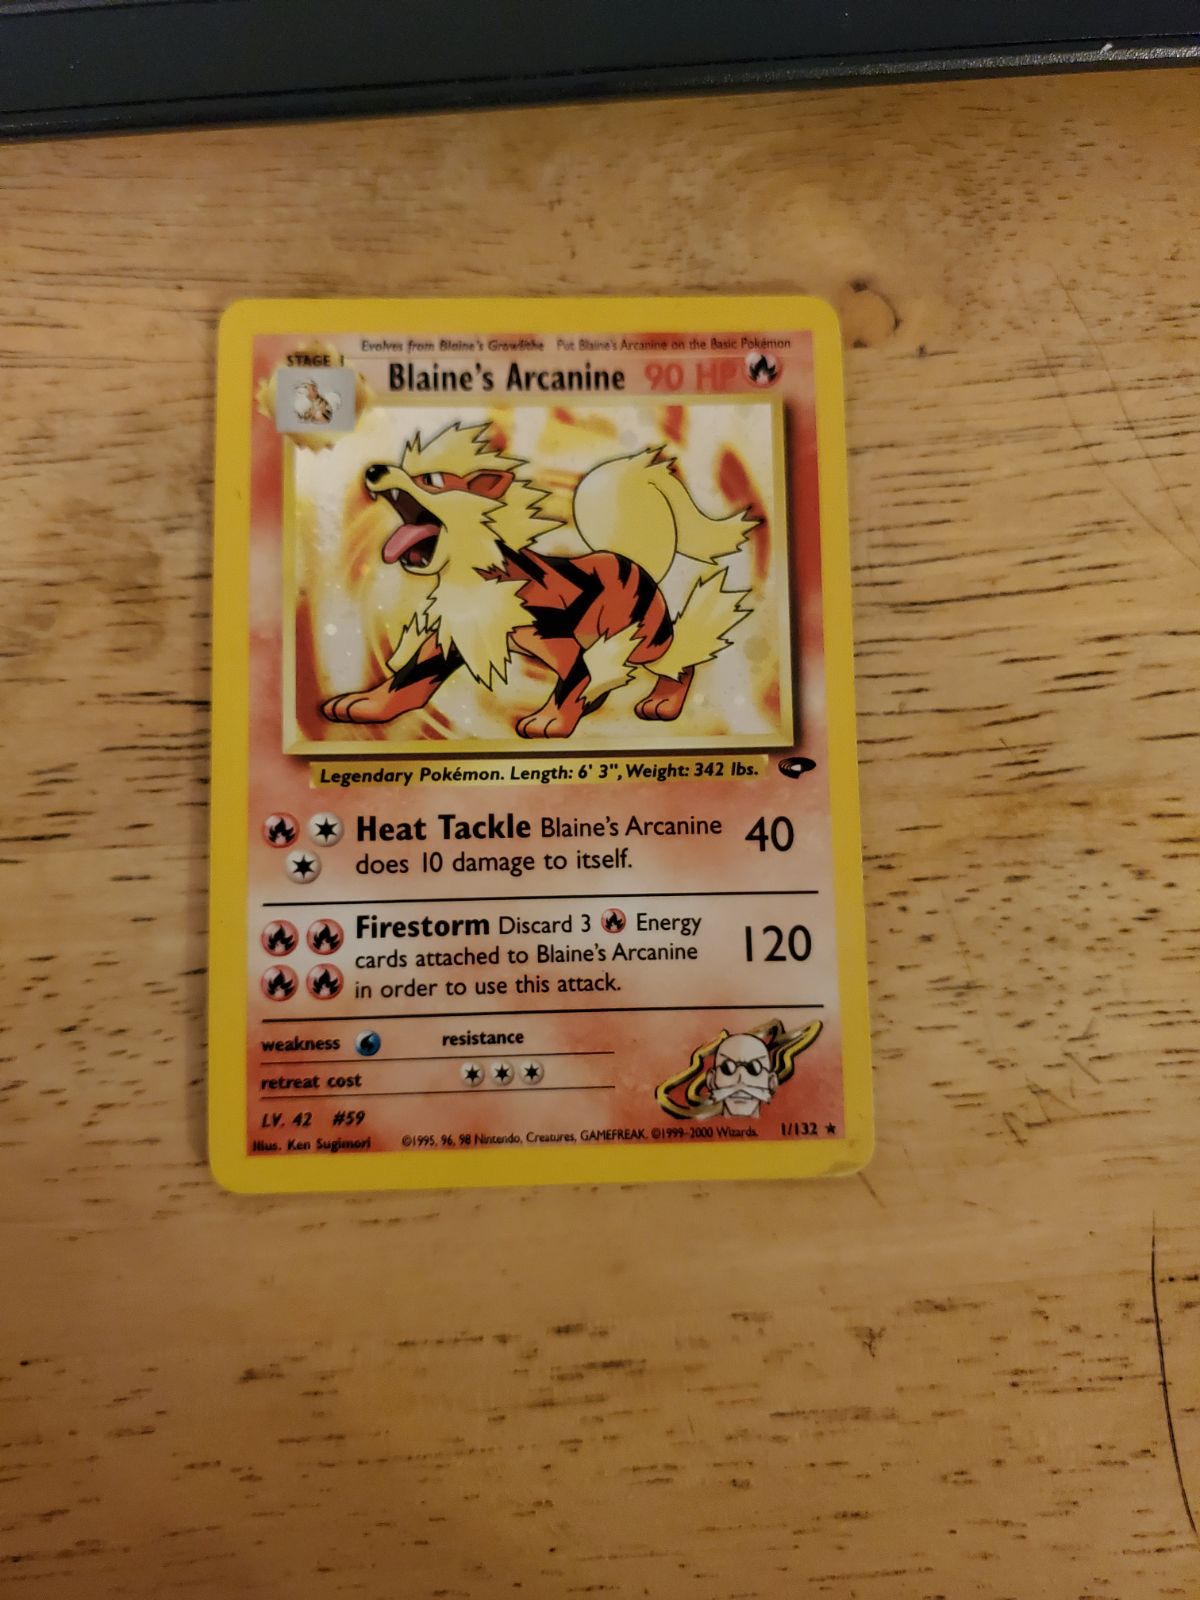 Evolves from Blaine's Growlithe Put Blaine's Arcanine on the Basic Pokémon
STAGE 1
Blaine's Arcanine 90 HP
Legendary Pokémon. Length: 6' 3", Weight: 342 lbs.
Heat Tackle Blaine's Arcanine 40
does 10 damage to itself.
Firestorm Discard 3 Energy 120
cards attached to Blaine's Arcanine
in order to use this attack.
weakness resistance
retreat cost
LV. 42 #59
Illus. Ken Sugimori ©1995, 96, 98 Nintendo, Creatures, GAMEFREAK. ©1999-2000 Wizards. 1/132 ★